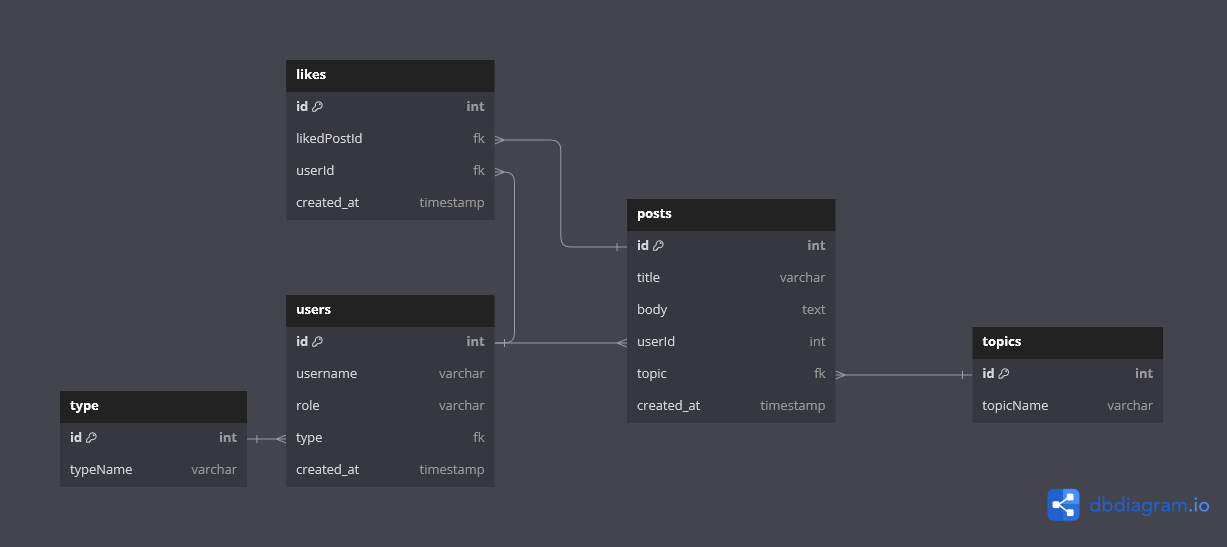 likes
id int
likedPostId fk
userId fk
created_at timestamp
posts
id int
title varchar
body text
userId int
topic fk
created_at timestamp
users
id int
username varchar
role varchar
type fk
created_at timestamp
topics
id int
topicName varchar
type
id int
typeName varchar
dbdiagram.io